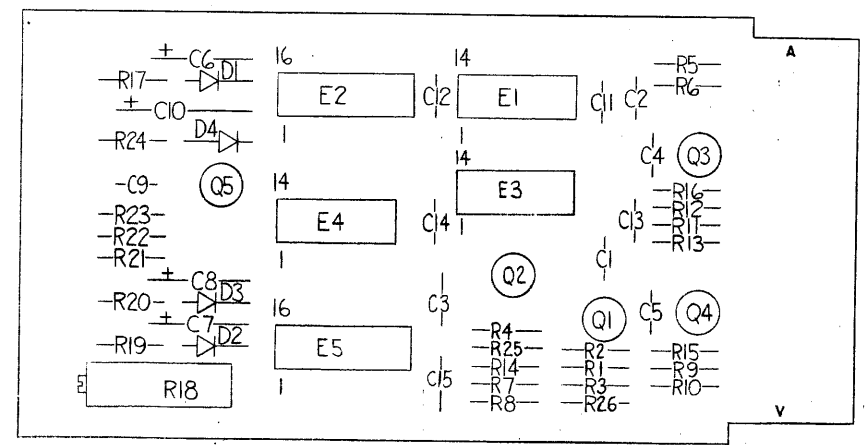 + C6
R17 D1
+ C10
R24 D4
C9 Q5
R23
R22
R21
+ C8
R20 D3
+ C7
R19 D2
R18
16
E2
1
C12
14
E1
1
C11 C2
R5
R6
A
C4 Q3
14
E4
1
C14
14
E3
1
C13
R16
R12
R11
R13
C1
Q2
16
E5
1
C3
C15
R4
R25
R14
R7
R8
Q1
R2
R1
R3
R26
C5 Q4
R15
R9
R10
V